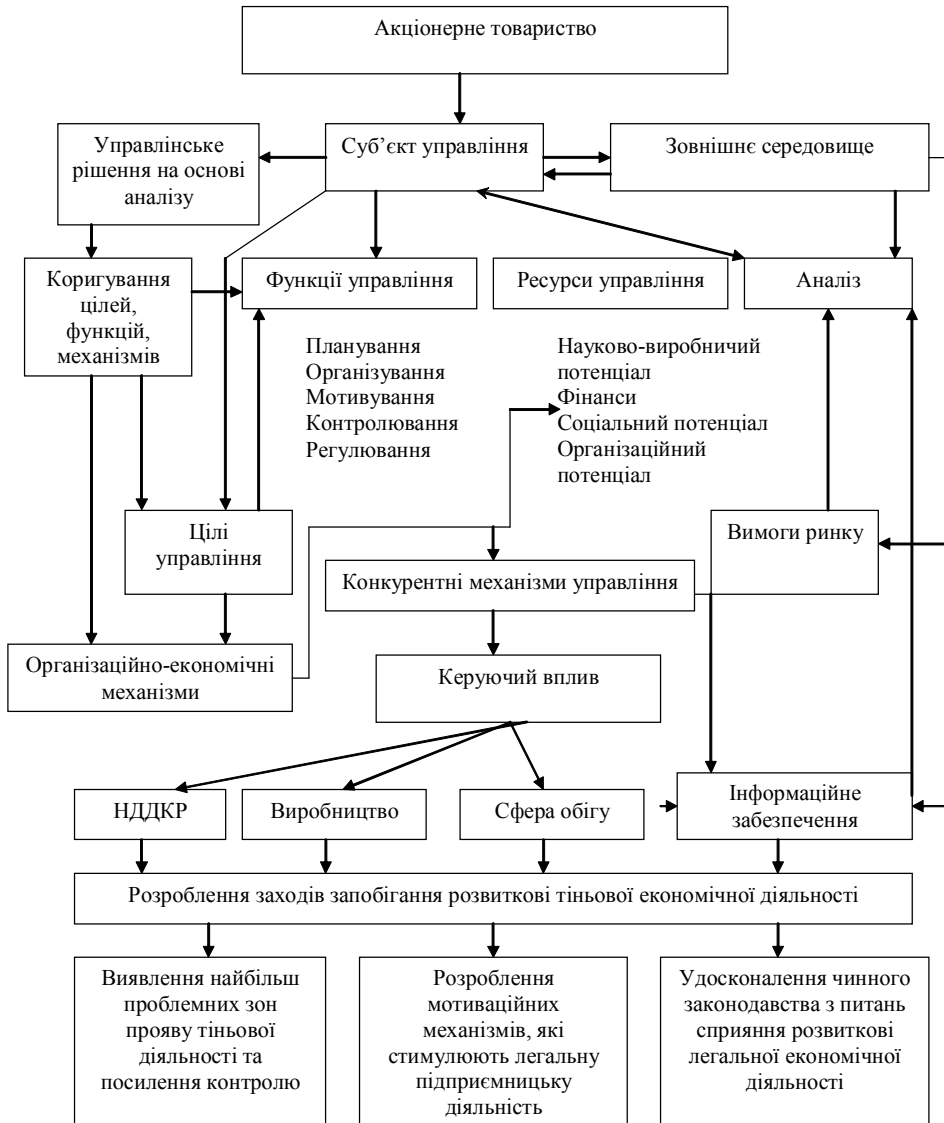 Акціонерне товариство
Управлінське
рішення на основі
аналізу
Суб’єкт управління
Зовнішнє середовище
Коригування
цілей,
функцій,
механізмів
Функції управління
Ресурси управління
Аналіз
Планування
Організування
Мотивування
Контролювання
Регулювання
Науково-виробничий
потенціал
Фінанси
Соціальний потенціал
Організаційний
потенціал
Цілі
управління
Вимоги ринку
Конкурентні механізми управління
Організаційно-економічні
механізми
Керуючий вплив
НДДКР
Виробництво
Сфера обігу
Інформаційне
забезпечення
Розроблення заходів запобігання розвиткові тіньової економічної діяльності
Виявлення найбільш
проблемних зон
прояву тіньової
діяльності та
посилення контролю
Розроблення
мотиваційних
механізмів, які
стимулюють легальну
підприємницьку
діяльність
Удосконалення чинного
законодавства з питань
сприяння розвиткові
легальної економічної
діяльності